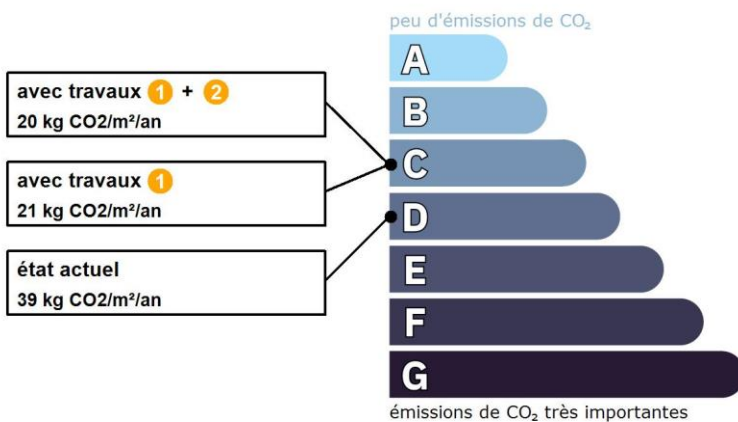 peu d'émissions de CO₂
A
avec travaux 1 + 2
20 kg CO2/m²/an
B
C
avec travaux 1
21 kg CO2/m²/an
D
état actuel
39 kg CO2/m²/an
E
F
G
émissions de CO₂ très importantes